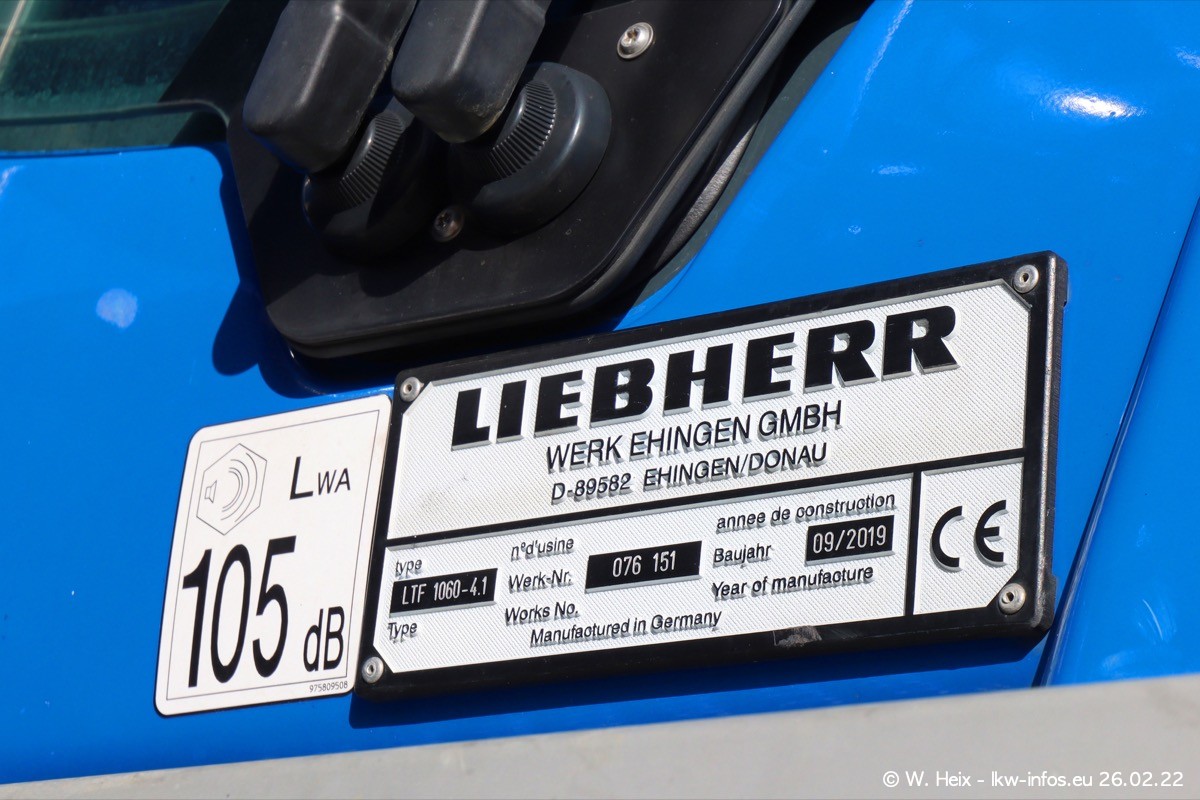 LIEBHERR
WERK EHINGEN GMBH
D-89582 EHINGEN/DONAU
type
LTF 1060-4.1
Type
n°d'usine
Werk-Nr.
076 151
Works No.
annee de construction
Baujahr
09/2019
Year of manufacture
Manufactured in Germany
CE
LWA
105 dB
975809508
© W. Heix - lkw-infos.eu 26.02.22